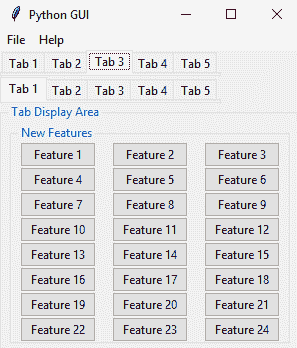 Python GUI
File Help
Tab 1 Tab 2 Tab 3 Tab 4 Tab 5
Tab 1 Tab 2 Tab 3 Tab 4 Tab 5
Tab Display Area
New Features
Feature 1 Feature 2 Feature 3
Feature 4 Feature 5 Feature 6
Feature 7 Feature 8 Feature 9
Feature 10 Feature 11 Feature 12
Feature 13 Feature 14 Feature 15
Feature 16 Feature 17 Feature 18
Feature 19 Feature 20 Feature 21
Feature 22 Feature 23 Feature 24